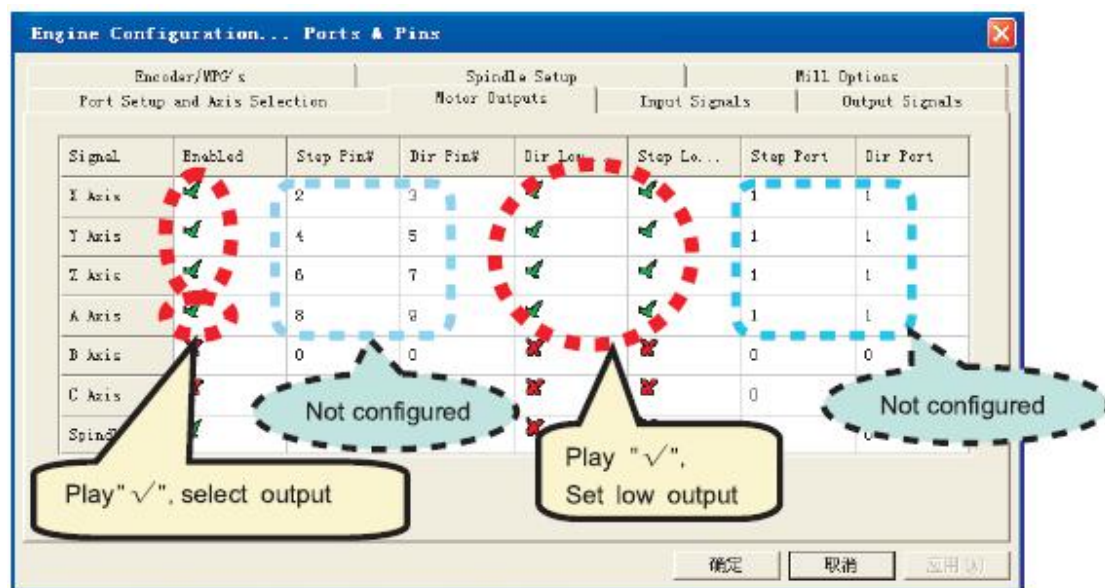 Engine Configuration... Ports & Pins
Encoder/MPG's Spindle Setup Mill Options
Port Setup and Axis Selection Motor Outputs Input Signals Output Signals
Signal Enabled Step Pin# Dir Pin# Dir Low... Step Lo... Step Port Dir Port
X Axis 2 3 1 1
Y Axis 4 5 1 1
Z Axis 6 7 1 1
A Axis 8 9 1 1
B Axis 0 0 0 0
C Axis 0
Not configured
Not configured
Play"√", select output
Play "√",
Set low output
确定 取消 应用(A)